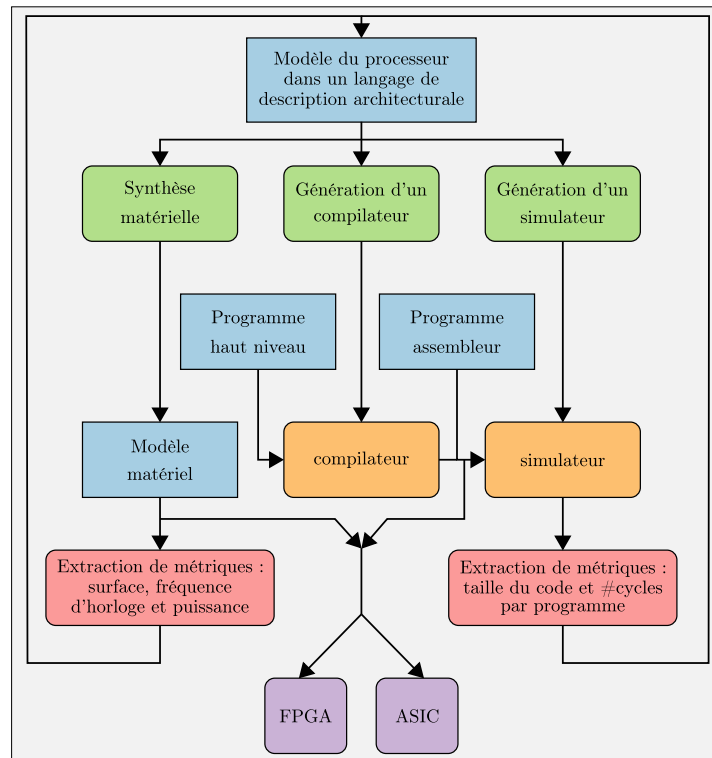 Modèle du processeur
dans un langage de
description architecturale
Synthèse
matérielle
Génération d'un
compilateur
Génération d'un
simulateur
Programme
haut niveau
Programme
assembleur
Modèle
matériel
compilateur
simulateur
Extraction de métriques :
surface, fréquence
d'horloge et puissance
Extraction de métriques :
taille du code et #cycles
par programme
FPGA
ASIC